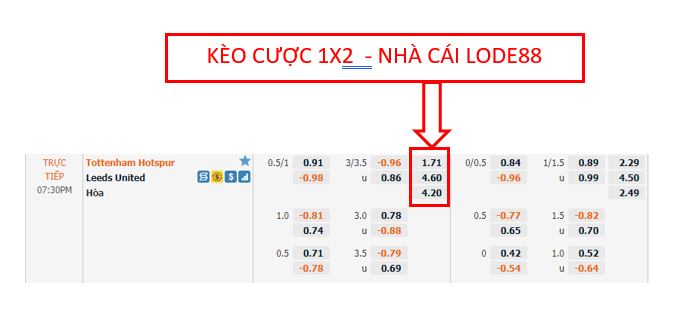 KÈO CƯỢC 1X2 - NHÀ CÁI LODE88
TRỰC TIẾP 07:30PM
Tottenham Hotspur
Leeds United
Hòa
0.5/1 0.91 3/3.5 -0.96 1.71 0/0.5 0.84 1/1.5 0.89 2.29
-0.98 u 0.86 4.60 -0.96 u 0.99 4.50
4.20 2.49
1.0 -0.81 3.0 0.78 0.5 -0.77 1.5 -0.82
0.74 u -0.88 0.65 u 0.70
0.5 0.71 3.5 -0.79 0 0.42 1.0 0.52
-0.78 u 0.69 -0.54 u -0.64